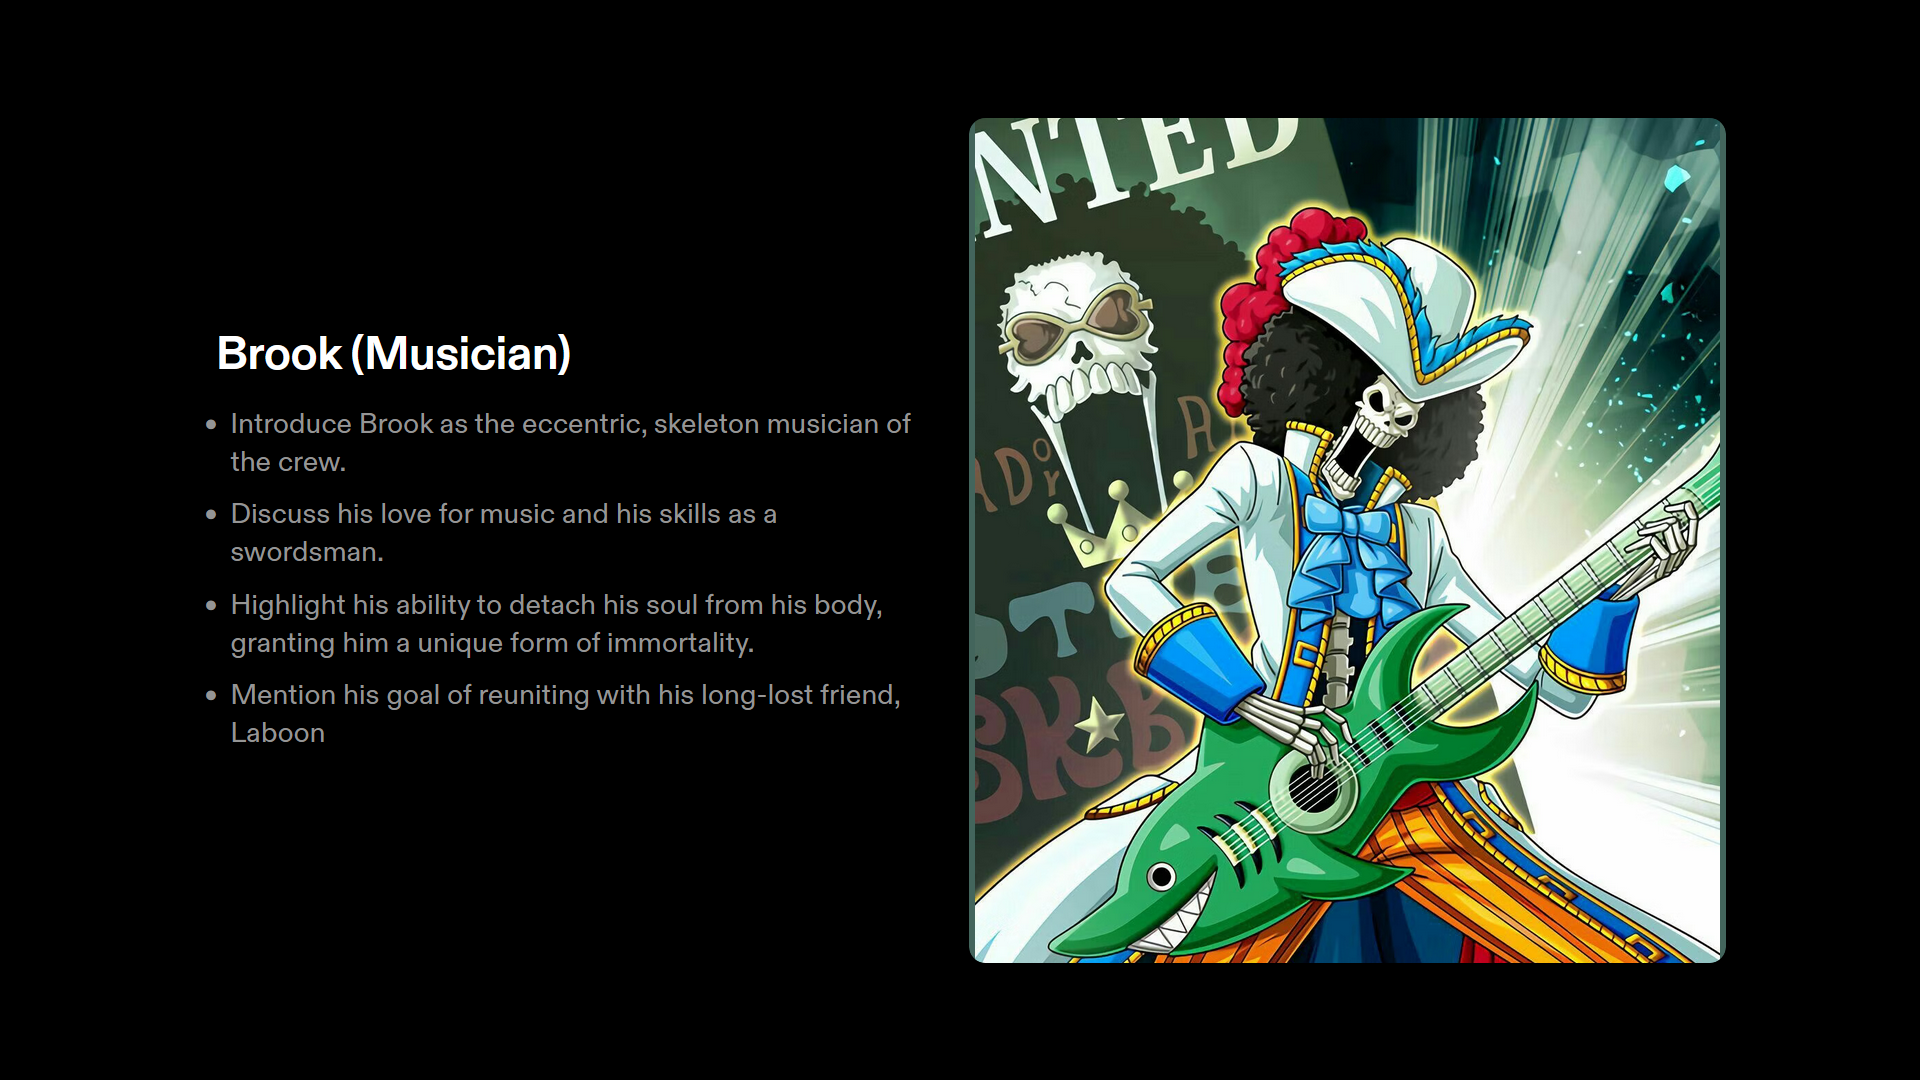 Brook (Musician)
• Introduce Brook as the eccentric, skeleton musician of
the crew.
• Discuss his love for music and his skills as a
swordsman.
• Highlight his ability to detach his soul from his body,
granting him a unique form of immortality.
• Mention his goal of reuniting with his long-lost friend,
Laboon
NTED
AD or A